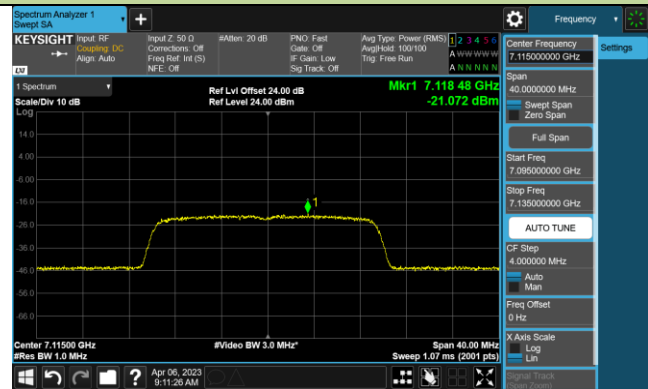 Spectrum Analyzer 1
Swept SA
+
Frequency
KEYSIGHT
Input: RF
Coupling: DC
Align: Auto
Input Z: 50 Ω
Corrections: Off
Freq Ref: Int (S)
NFE: Off
#Atten: 20 dB
PNO: Fast
Gate: Off
IF Gain: Low
Sig Track: Off
Avg Type: Power (RMS)
Avg|Hold: 100/100
Trig: Free Run
1 2 3 4 5 6
A W W W W W
A N N N N N
LXI
1 Spectrum
Scale/Div 10 dB
Ref Lvl Offset 24.00 dB
Ref Level 24.00 dBm
Mkr1 7.118 48 GHz
-21.072 dBm
Log
14.0
4.00
-6.00
-16.0
-26.0
-36.0
-46.0
-56.0
-66.0
1
Center 7.11500 GHz
#Res BW 1.0 MHz
#Video BW 3.0 MHz*
Span 40.00 MHz
Sweep 1.07 ms (2001 pts)
Apr 06, 2023
9:11:26 AM
Center Frequency
7.115000000 GHz
Span
40.0000000 MHz
Swept Span
Zero Span
Full Span
Start Freq
7.095000000 GHz
Stop Freq
7.135000000 GHz
AUTO TUNE
CF Step
4.000000 MHz
Auto
Man
Freq Offset
0 Hz
X Axis Scale
Log
Lin
Signal Track
(Span Zoom)
Settings